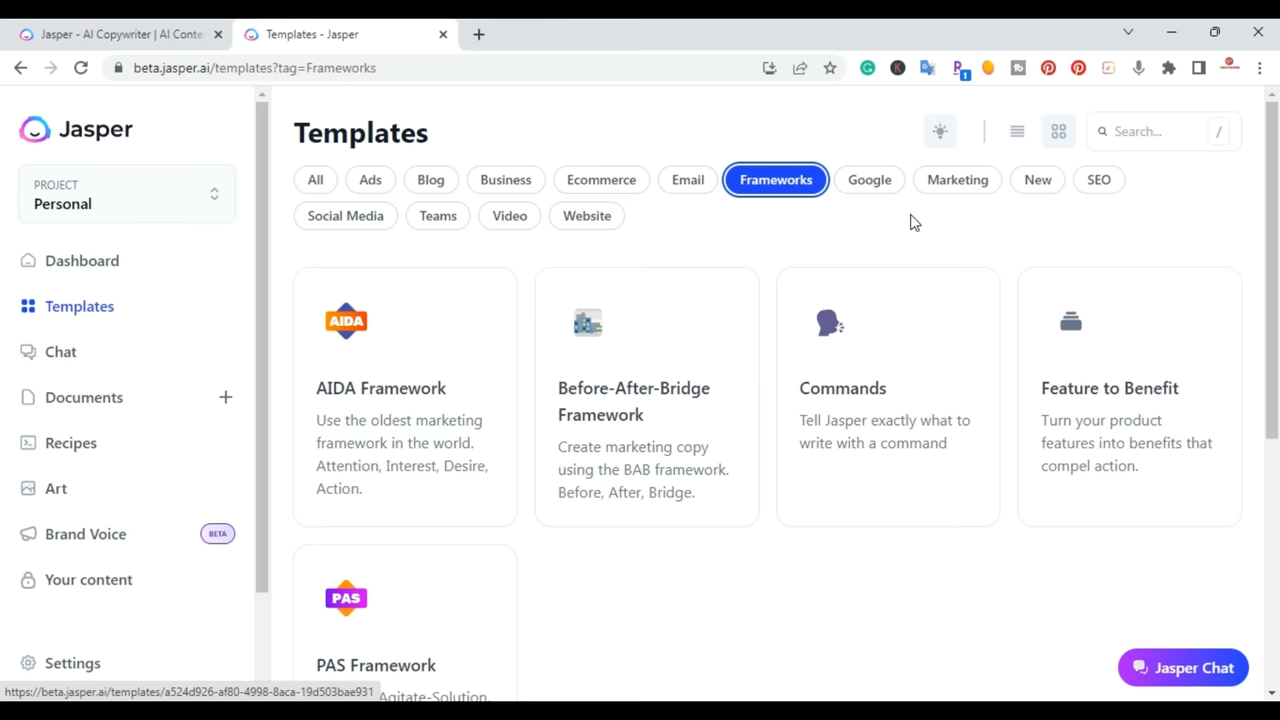 Jasper - AI Copywriter | AI Conte
Templates - Jasper
beta.jasper.ai/templates?tag=Frameworks
1
Jasper
PROJECT
Personal
Dashboard
Templates
Chat
Documents
Recipes
Art
Brand Voice
BETA
Your content
Settings
https://beta.jasper.ai/templates/a524d926-af80-4998-8aca-19d503bae931
Templates
Search...
/
All
Ads
Blog
Business
Ecommerce
Email
Frameworks
Google
Marketing
New
SEO
Social Media
Teams
Video
Website
AIDA
AIDA Framework
Use the oldest marketing
framework in the world.
Attention, Interest, Desire,
Action.
Before-After-Bridge
Framework
Create marketing copy
using the BAB framework.
Before, After, Bridge.
Commands
Tell Jasper exactly what to
write with a command
Feature to Benefit
Turn your product
features into benefits that
compel action.
PAS
PAS Framework
Agitate-Solution.
Jasper Chat